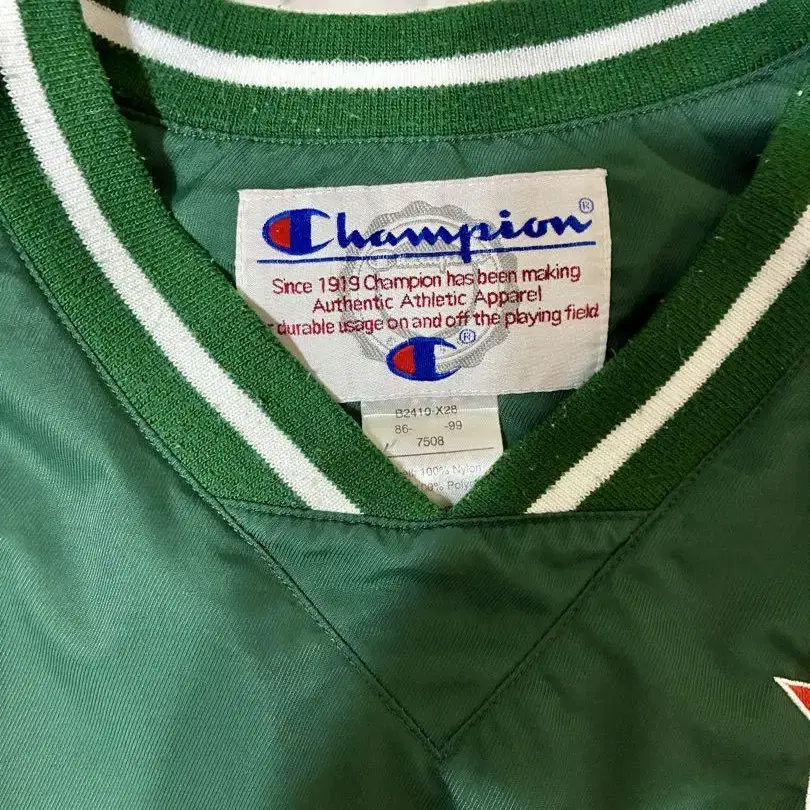 Champion®
Since 1919 Champion has been making
Authentic Athletic Apparel
durable usage on and off the playing field
®
B2410-X28
86- -99
7508
100% Nylon